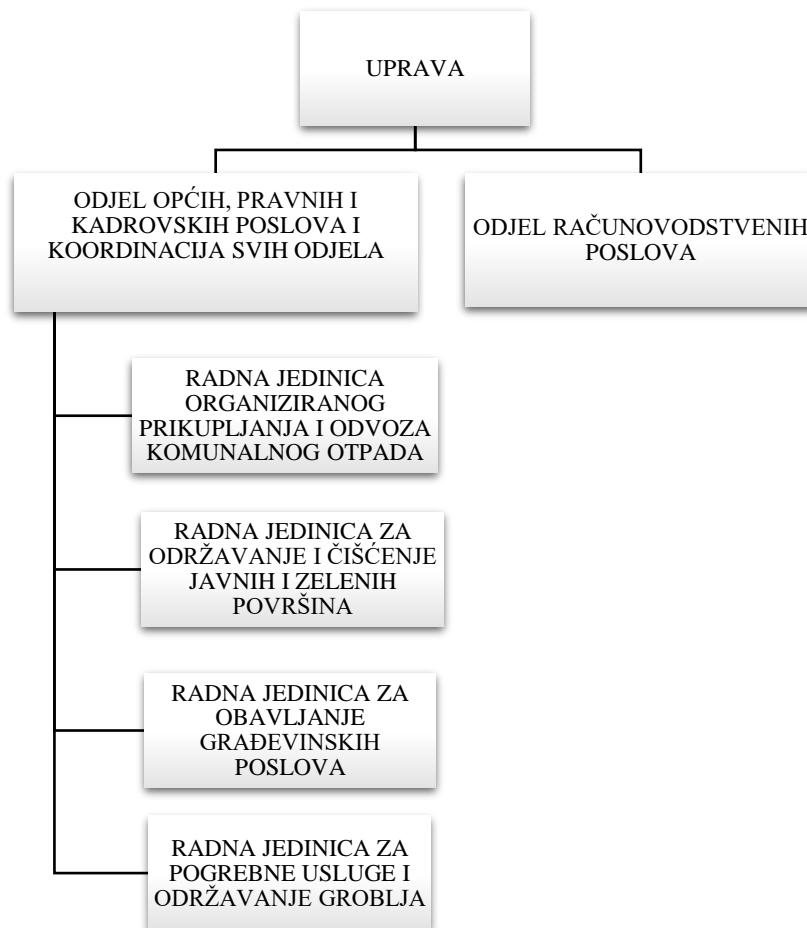 UPRAVA
ODJEL OPĆIH, PRAVNIH I
KADROVSKIH POSLOVA I
KOORDINACIJA SVIH ODJELA
ODJEL RAČUNOVODSTVENIH
POSLOVA
RADNA JEDINICA
ORGANIZIRANOG
PRIKUPLJANJA I ODVOZA
KOMUNALNOG OTPADA
RADNA JEDINICA ZA
ODRŽAVANJE I ČIŠĆENJE
JAVNIH I ZELENIH
POVRŠINA
RADNA JEDINICA ZA
OBAVLJANJE
GRAĐEVINSKIH
POSLOVA
RADNA JEDINICA ZA
POGREBNE USLUGE I
ODRŽAVANJE GROBLJA